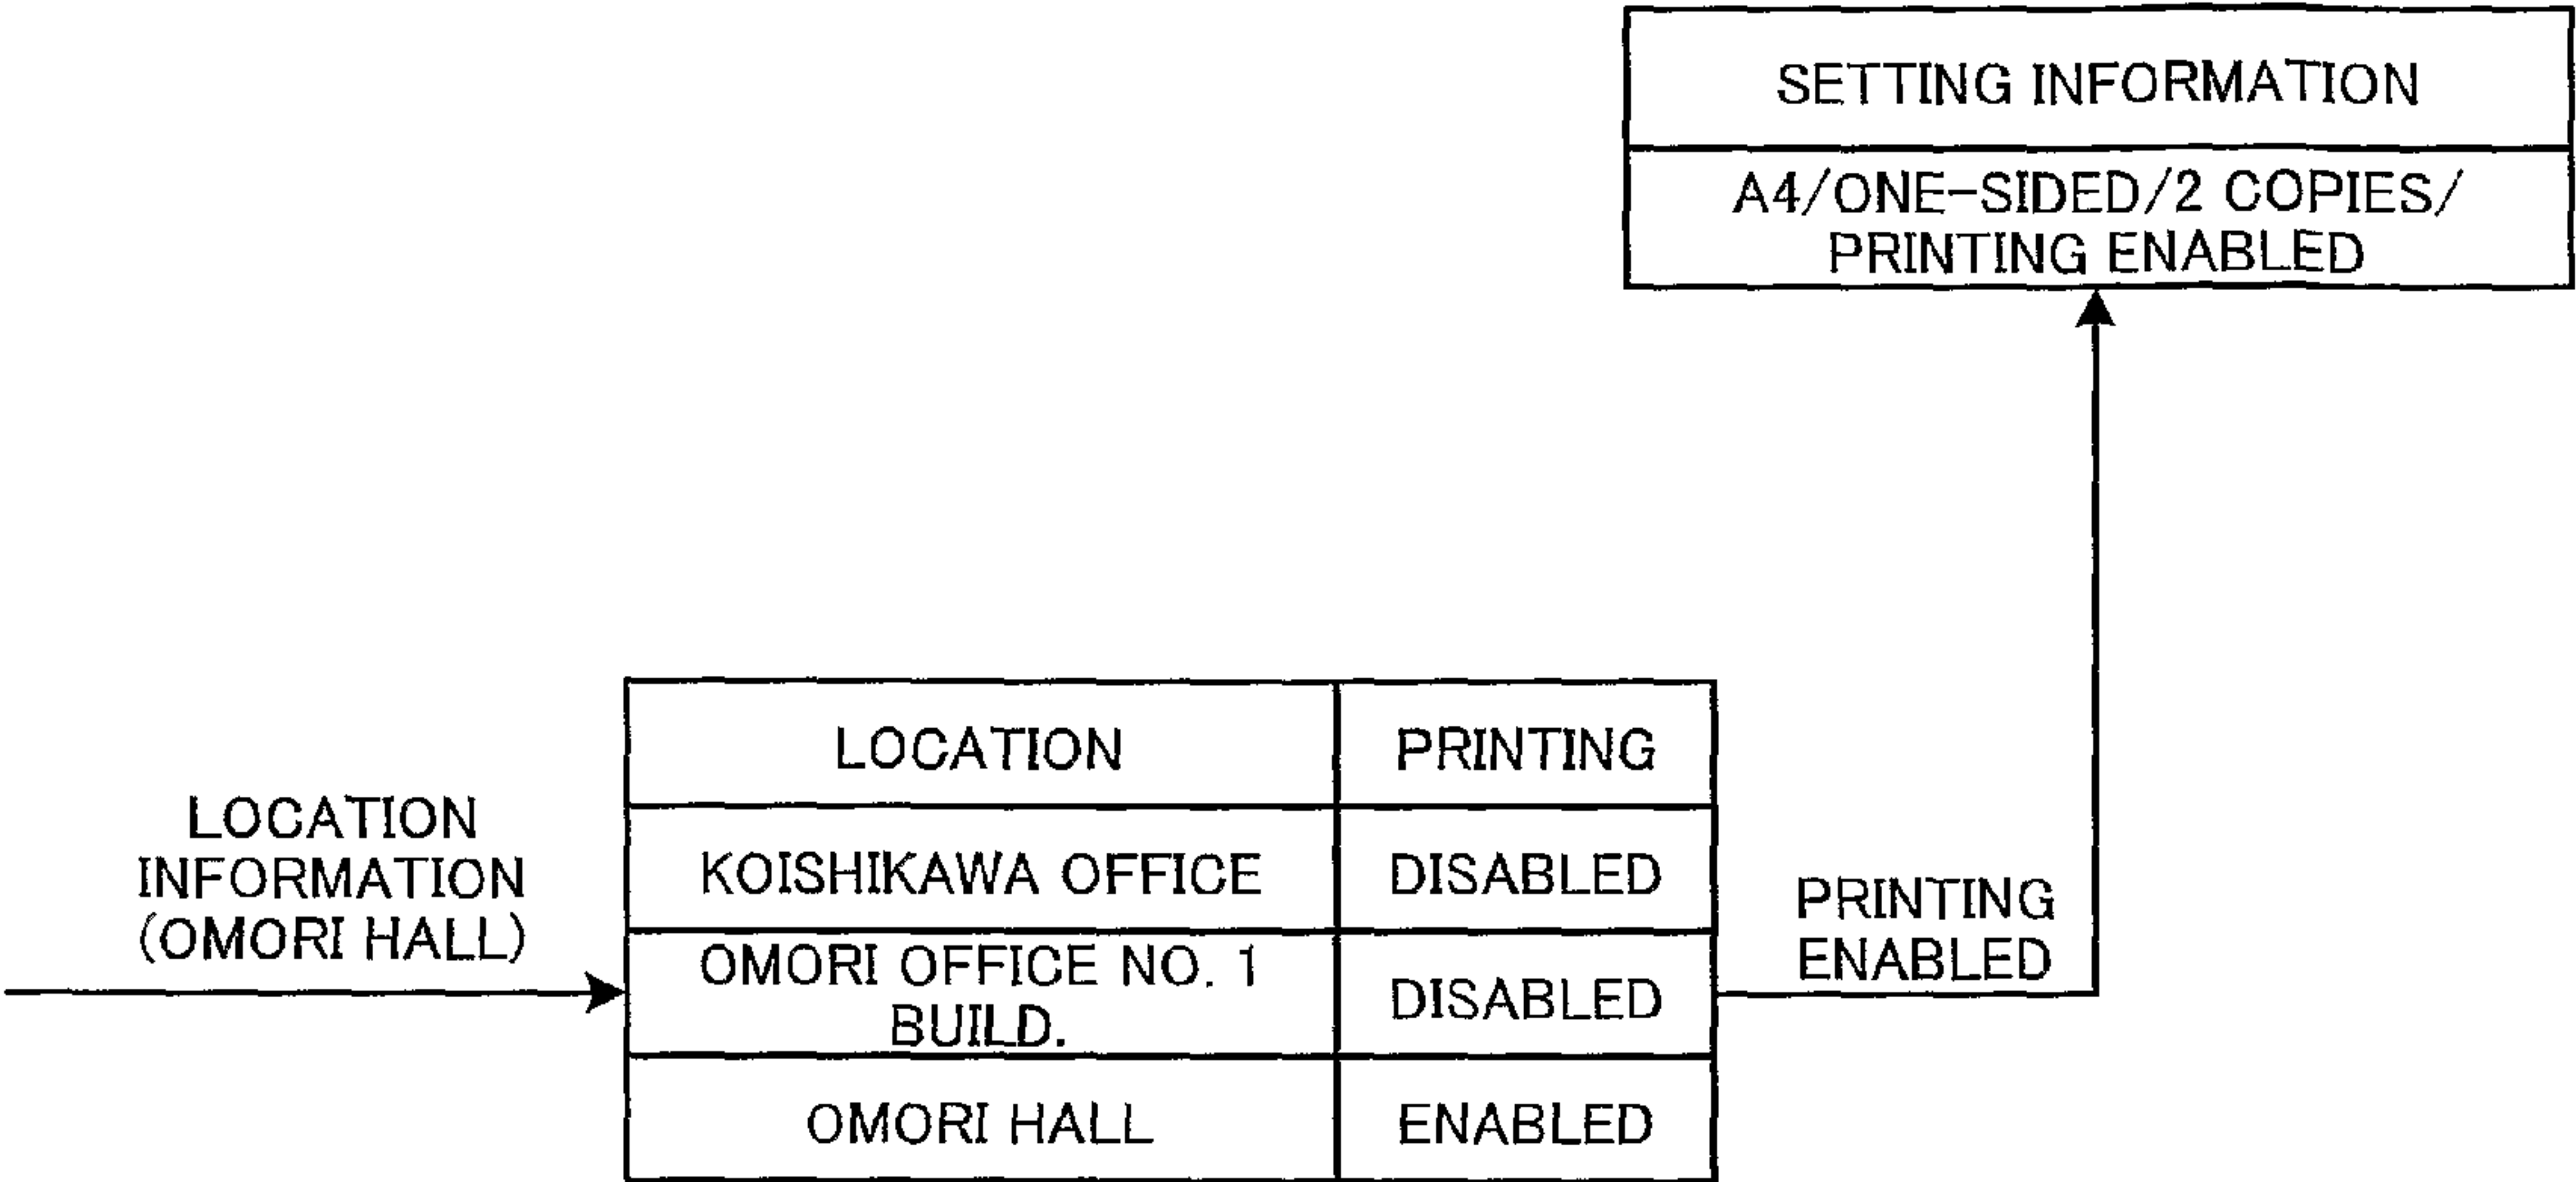 SETTING INFORMATION
A4/ONE-SIDED/2 COPIES/
PRINTING ENABLED
LOCATION
INFORMATION
(OMORI HALL)
LOCATION PRINTING
KOISHIKAWA OFFICE DISABLED
OMORI OFFICE NO. 1
BUILD.
DISABLED
OMORI HALL ENABLED
PRINTING
ENABLED